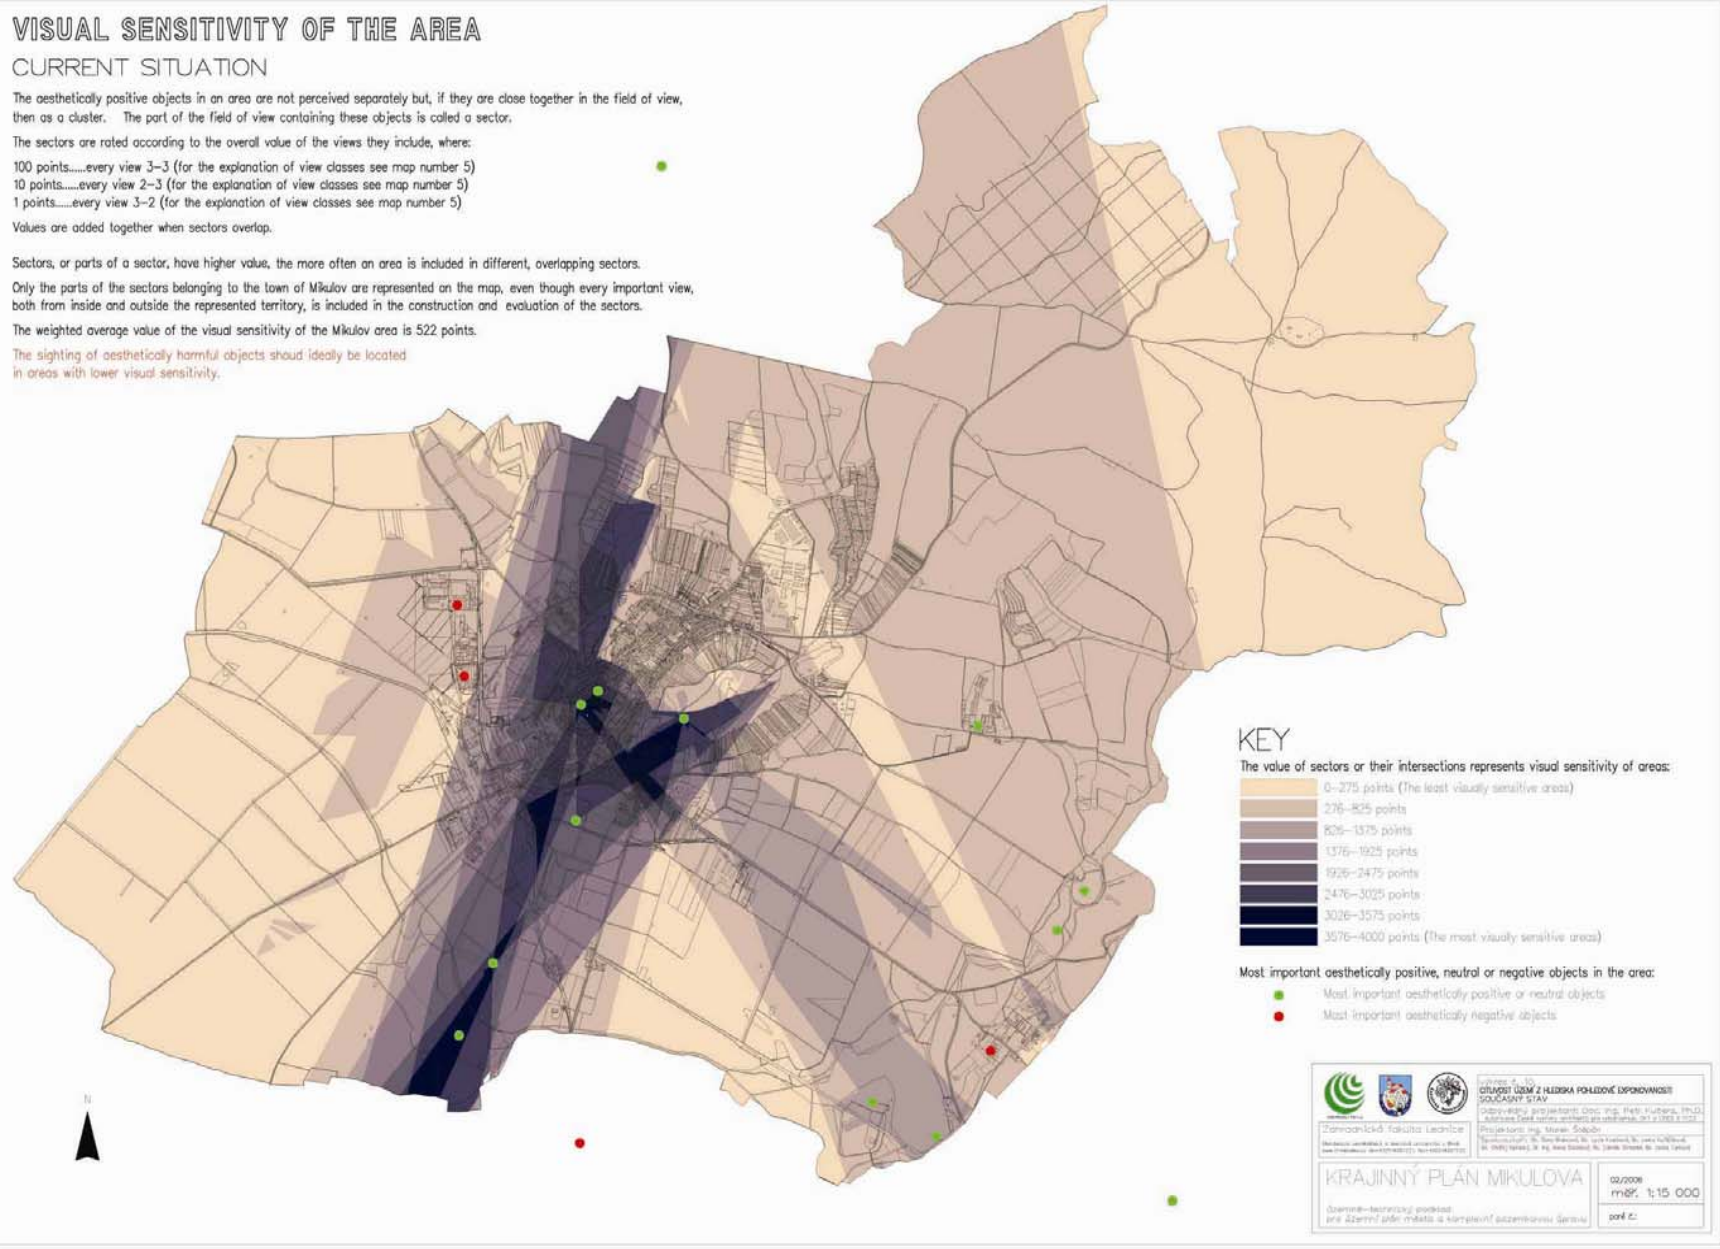 VISUAL SENSITIVITY OF THE AREA
CURRENT SITUATION
The aesthetically positive objects in an area are not perceived separately but, if they are close together in the field of view,
then as a cluster. The part of the field of view containing these objects is called a sector.
The sectors are rated according to the overall value of the views they include, where:
100 points......every view 3-3 (for the explanation of view classes see map number 5)
10 points......every view 2-3 (for the explanation of view classes see map number 5)
1 points......every view 3-2 (for the explanation of view classes see map number 5)
Values are added together when sectors overlap.
Sectors, or parts of a sector, have higher value, the more often an area is included in different, overlapping sectors.
Only the parts of the sectors belonging to the town of Mikulov are represented on the map, even though every important view,
both from inside and outside the represented territory, is included in the construction and evaluation of the sectors.
The weighted average value of the visual sensitivity of the Mikulov area is 522 points.
The sighting of aesthetically harmful objects shoud ideally be located
in areas with lower visual sensitivity.
KEY
The value of sectors or their intersections represents visual sensitivity of areas:
0-275 points (The least visually sensitive areas)
276-825 points
826-1375 points
1376-1925 points
1926-2475 points
2476-3025 points
3026-3575 points
3576-4000 points (The most visually sensitive areas)
Most important aesthetically positive, neutral or negative objects in the area:
Most important aesthetically positive or neutral objects
Most important aesthetically negative objects
N
CITLIVOST ÚZEMÍ Z HLEDISKA POHLEDOVÉ EXPONOVANOSTI
SOUČASNÝ STAV
Zahradnická fakulta Lednice
KRAJINNÝ PLÁN MIKULOVA
02/2006
měř. 1:15 000
paré č.: